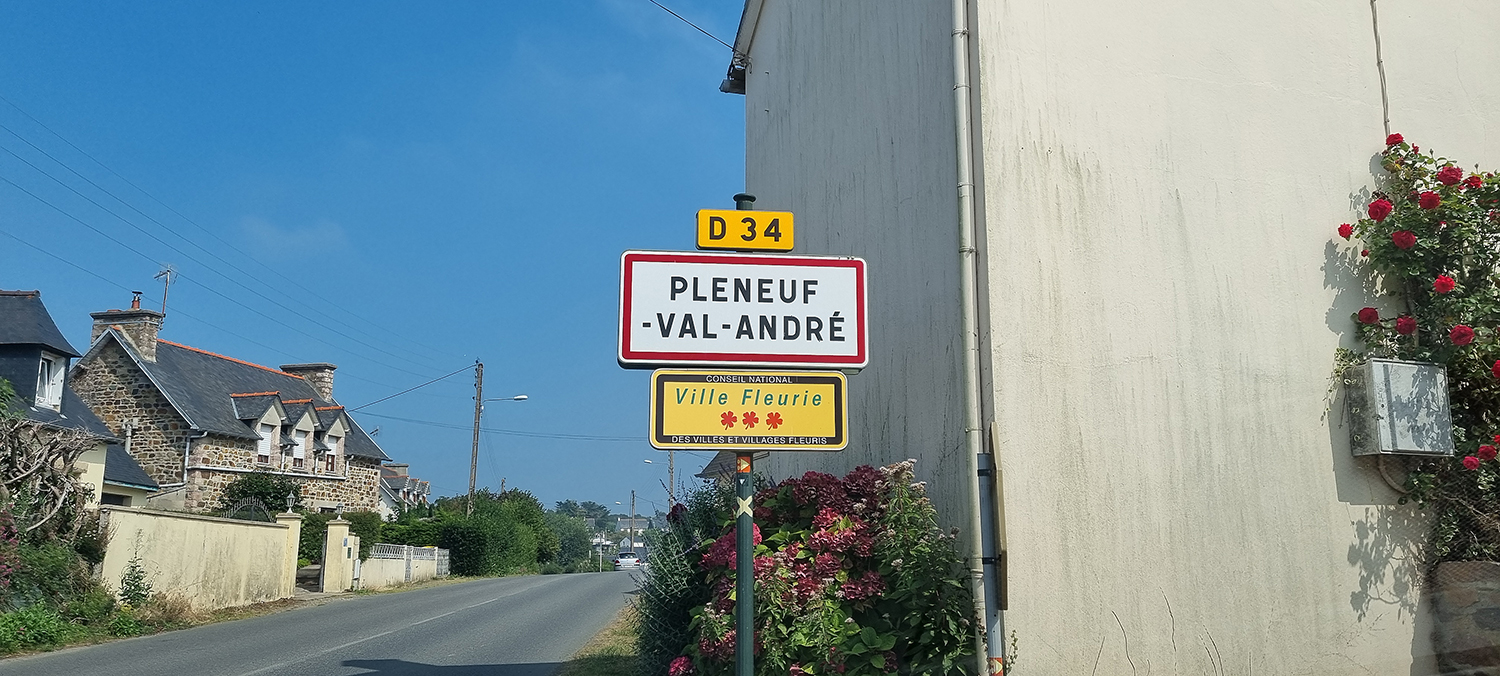 D 34
PLENEUF
-VAL-ANDRÉ
CONSEIL NATIONAL
Ville Fleurie
DES VILLES ET VILLAGES FLEURIS